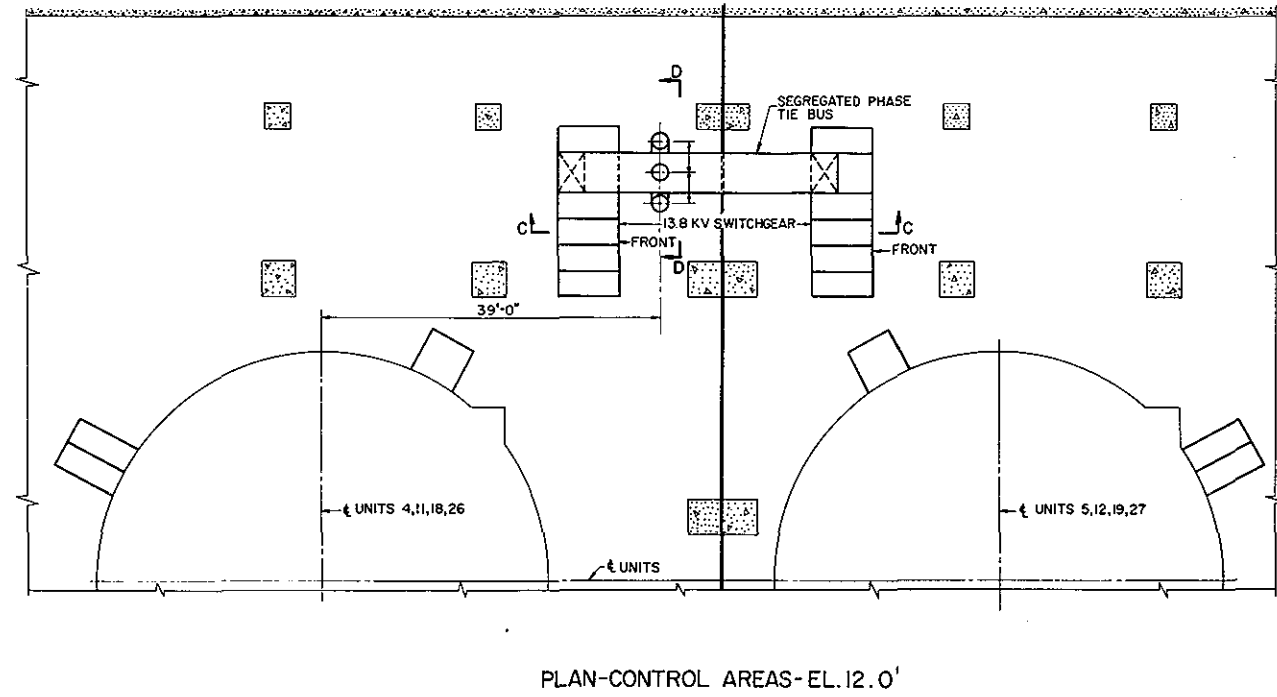 D
SEGREGATED PHASE
TIE BUS
C
13.8 KV SWITCHGEAR
C
FRONT
FRONT
D
39'-0"
℄ UNITS 4,11,18,26
℄ UNITS 5,12,19,27
℄ UNITS
PLAN-CONTROL AREAS-EL.12.0'